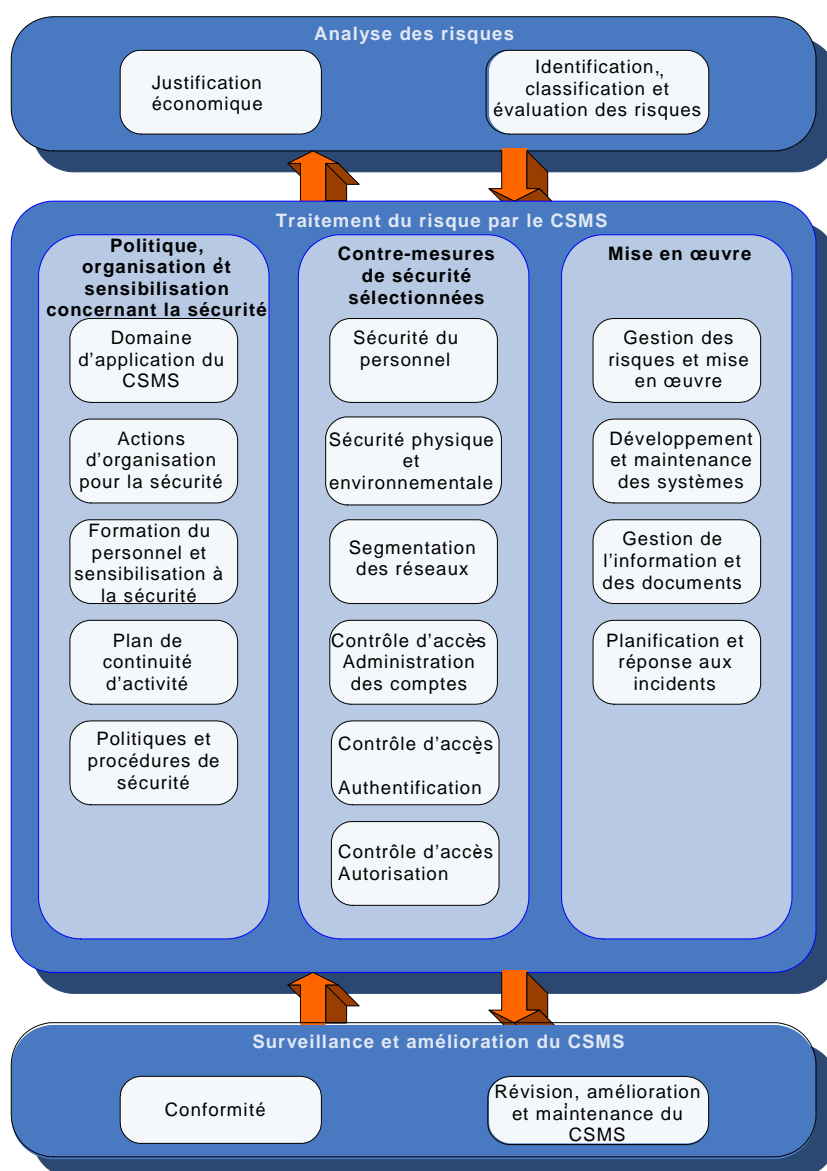 Analyse des risques
Justification
économique
Identification,
classification et
évaluation des risques
Traitement du risque par le CSMS
Politique,
organisation et
sensibilisation
concernant la sécurité
Domaine
d'application du
CSMS
Actions
d'organisation
pour la sécurité
Formation du
personnel et
sensibilisation à
la sécurité
Plan de
continuité
d'activité
Politiques et
procédures de
sécurité
Contre-mesures
de sécurité
sélectionnées
Sécurité du
personnel
Sécurité physique
et
environnementale
Segmentation
des réseaux
Contrôle d'accès
Administration
des comptes
Contrôle d'accès
Authentification
Contrôle d'accès
Autorisation
Mise en œuvre
Gestion des
risques et mise
en œuvre
Développement
et maintenance
des systèmes
Gestion de
l'information et
des documents
Planification et
réponse aux
incidents
Surveillance et amélioration du CSMS
Conformité
Révision, amélioration
et maintenance du
CSMS